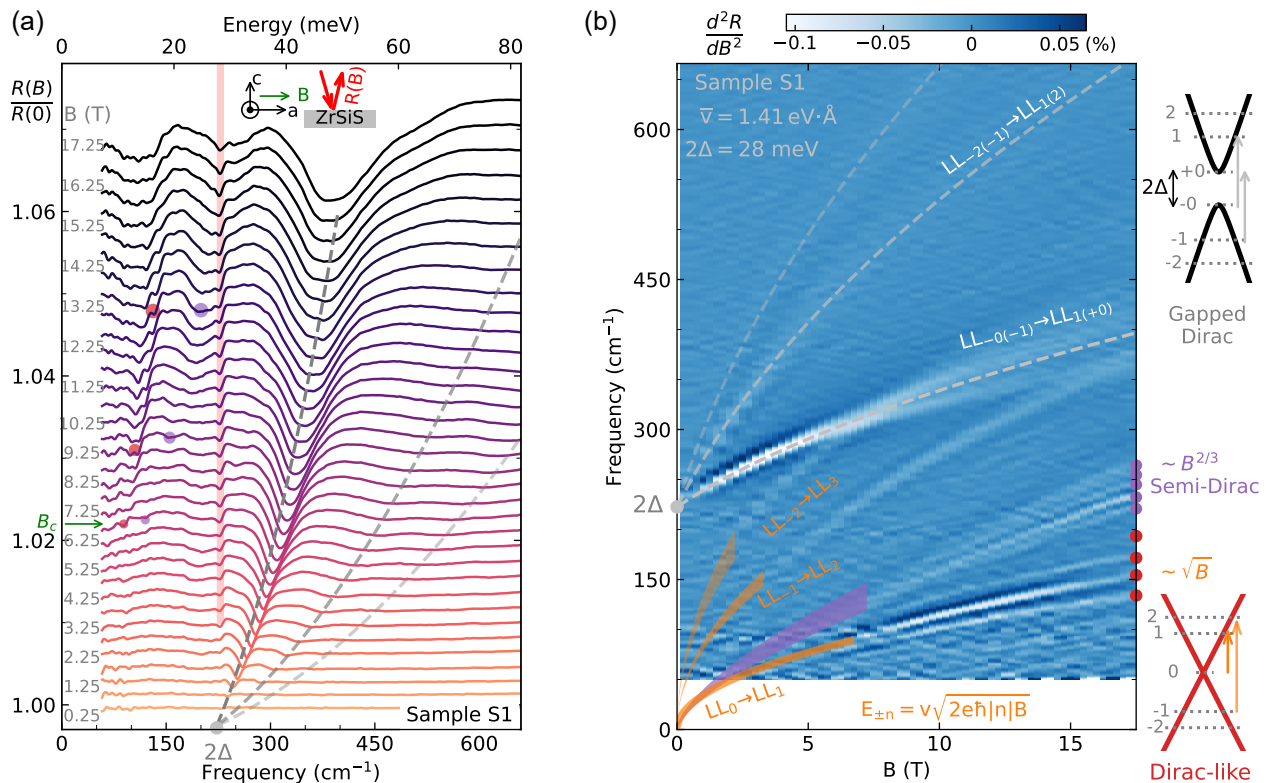 (a)
Energy (meV)
0 20 40 60 80
R(B)
R(0)
B (T)
c
B
a
R(B)
ZrSiS
17.25
16.25
15.25
14.25
13.25
12.25
11.25
10.25
9.25
8.25
7.25
6.25
5.25
4.25
3.25
2.25
1.25
0.25
1.06
1.04
1.02
1.00
B_c
Sample S1
0 150 300 450 600
2Δ
Frequency (cm⁻¹)
(b)
d²R
dB²
−0.1 −0.05 0 0.05 (%)
Sample S1
v̅ = 1.41 eV·Å
2Δ = 28 meV
LL₋₂₍₋₁₎→LL₁₍₂₎
LL₋₀₍₋₁₎→LL₁₍₊₀₎
LL₋₂→LL₃
LL₋₁→LL₂
LL₀→LL₁
E±n = v√2eħ|n|B
600
450
300
150
0
2Δ
Frequency (cm⁻¹)
0 5 10 15
B (T)
2
1
+0
2Δ
-0
-1
-2
Gapped
Dirac
~ B^{2/3}
Semi-Dirac
~ √B
2
1
0
-1
-2
Dirac-like